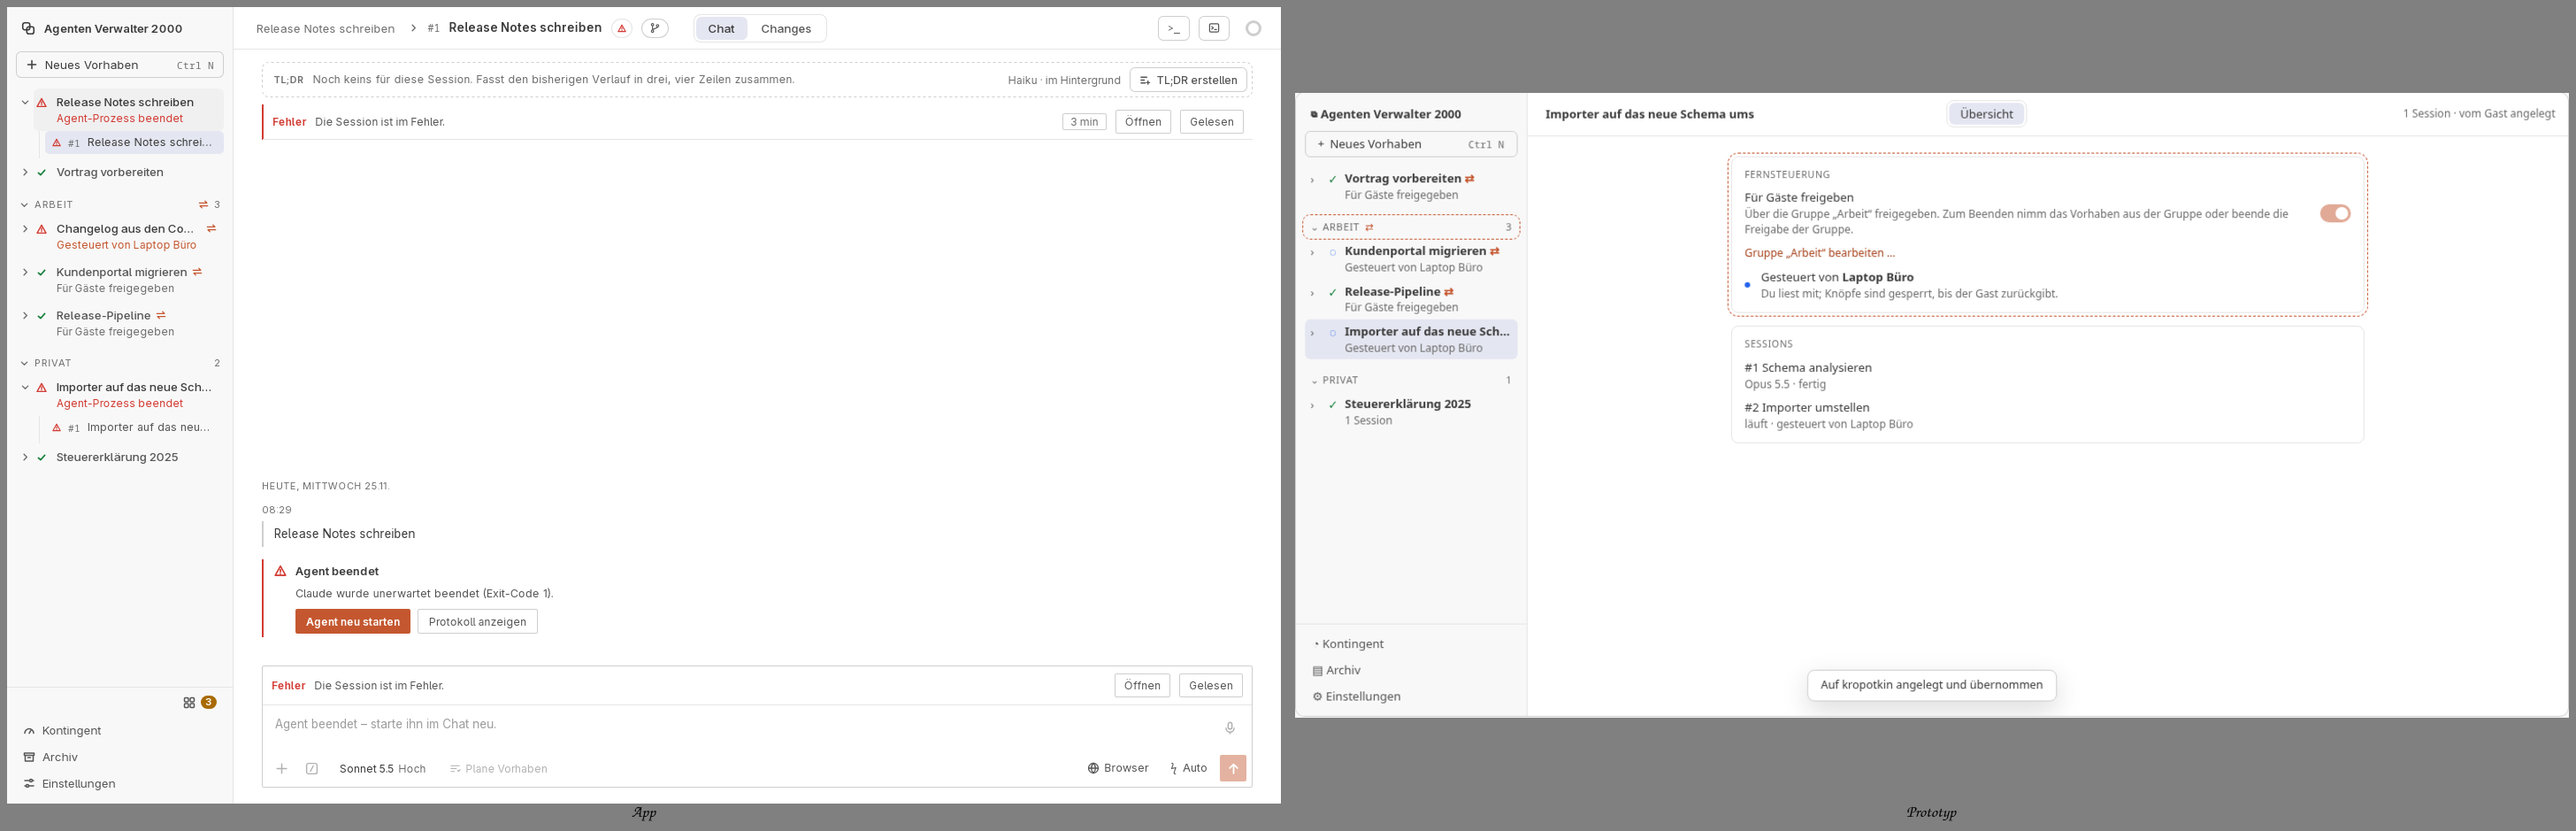 Agenten Verwalter 2000
Neues Vorhaben Ctrl N
Release Notes schreiben
Agent-Prozess beendet
#1 Release Notes schrei…
Vortrag vorbereiten
ARBEIT 3
Changelog aus den Co…
Gesteuert von Laptop Büro
Kundenportal migrieren
Für Gäste freigegeben
Release-Pipeline
Für Gäste freigegeben
PRIVAT 2
Importer auf das neue Sch…
Agent-Prozess beendet
#1 Importer auf das neu…
Steuererklärung 2025
3
Kontingent
Archiv
Einstellungen
Release Notes schreiben #1 Release Notes schreiben Chat Changes
TL;DR Noch keins für diese Session. Fasst den bisherigen Verlauf in drei, vier Zeilen zusammen. Haiku · im Hintergrund TL;DR erstellen
Fehler Die Session ist im Fehler. 3 min Öffnen Gelesen
HEUTE, MITTWOCH 25.11.
08:29
Release Notes schreiben
Agent beendet
Claude wurde unerwartet beendet (Exit-Code 1).
Agent neu starten Protokoll anzeigen
Fehler Die Session ist im Fehler. Öffnen Gelesen
Agent beendet – starte ihn im Chat neu.
Sonnet 5.5 Hoch Plane Vorhaben Browser Auto
App
Agenten Verwalter 2000
+ Neues Vorhaben Ctrl N
Vortrag vorbereiten
Für Gäste freigegeben
ARBEIT 3
Kundenportal migrieren
Gesteuert von Laptop Büro
Release-Pipeline
Für Gäste freigegeben
Importer auf das neue Sch…
Gesteuert von Laptop Büro
PRIVAT 1
Steuererklärung 2025
1 Session
Kontingent
Archiv
Einstellungen
Importer auf das neue Schema ums Übersicht 1 Session · vom Gast angelegt
FERNSTEUERUNG
Für Gäste freigeben
Über die Gruppe „Arbeit“ freigegeben. Zum Beenden nimm das Vorhaben aus der Gruppe oder beende die
Freigabe der Gruppe.
Gruppe „Arbeit“ bearbeiten …
Gesteuert von Laptop Büro
Du liest mit; Knöpfe sind gesperrt, bis der Gast zurückgibt.
SESSIONS
#1 Schema analysieren
Opus 5.5 · fertig
#2 Importer umstellen
läuft · gesteuert von Laptop Büro
Auf kropotkin angelegt und übernommen
Prototyp